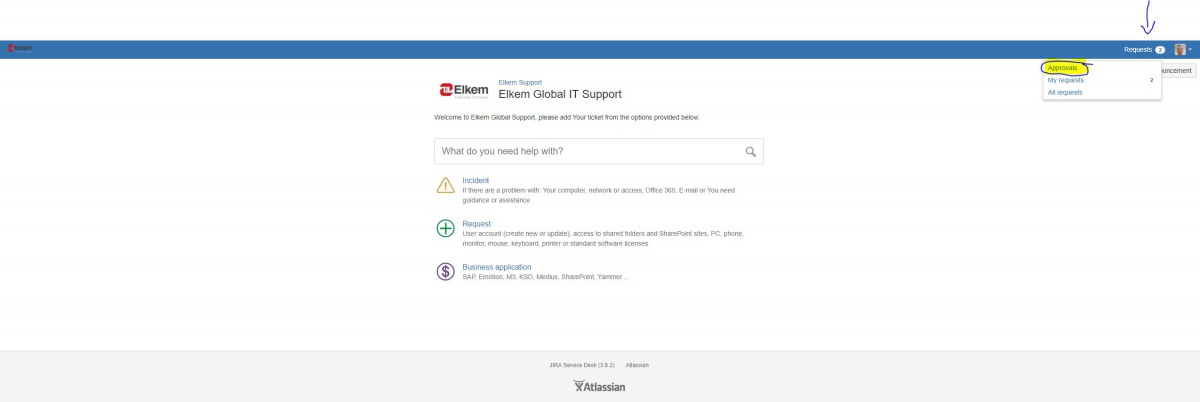 Elkem
Requests 2
Approvals
My requests 2
All requests
uncement
Elkem
Elkem Support
Elkem Global IT Support
Welcome to Elkem Global Support, please add Your ticket from the options provided below.
What do you need help with?
Incident
If there are a problem with: Your computer, network or access, Office 365, E-mail or You need
guidance or assistance
Request
User account (create new or update), access to shared folders and SharePoint sites, PC, phone,
monitor, mouse, keyboard, printer or standard software licenses
Business application
SAP, Emotion, M3, KSD, Medius, SharePoint, Yammer ...
JIRA Service Desk (3.8.2) · Atlassian
Atlassian